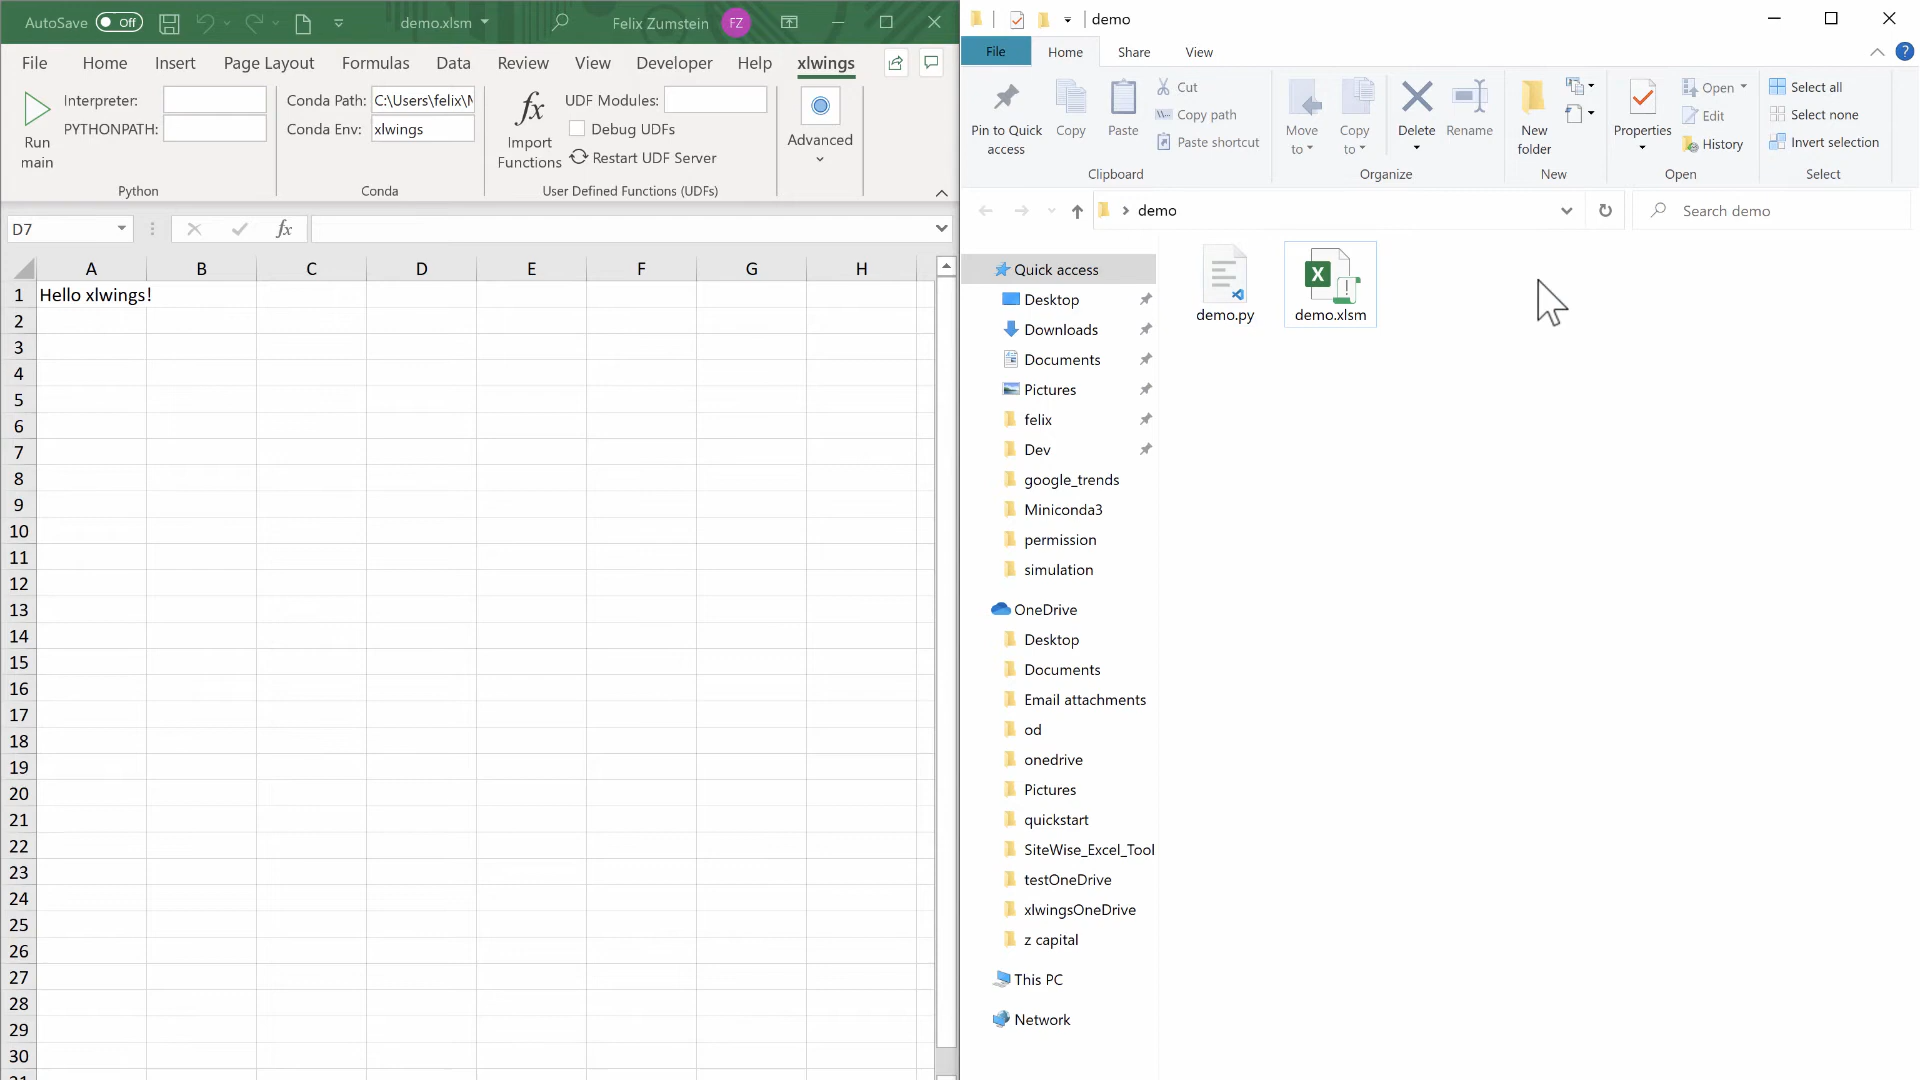 AutoSave Off demo.xlsm Felix Zumstein FZ
File Home Insert Page Layout Formulas Data Review View Developer Help xlwings
Run main
Interpreter:
PYTHONPATH:
Python
Conda Path: C:\Users\felix\
Conda Env: xlwings
Conda
fx
Import Functions
UDF Modules:
Debug UDFs
Restart UDF Server
User Defined Functions (UDFs)
Advanced
D7 fx
A B C D E F G H
1 Hello xlwings!
2
3
4
5
6
7
8
9
10
11
12
13
14
15
16
17
18
19
20
21
22
23
24
25
26
27
28
29
30
demo
File Home Share View
Pin to Quick access
Copy
Paste
Cut
Copy path
Paste shortcut
Clipboard
Move to
Copy to
Delete
Rename
Organize
New folder
New
Properties
Open
Edit
History
Open
Select all
Select none
Invert selection
Select
demo
Search demo
Quick access
Desktop
Downloads
Documents
Pictures
felix
Dev
google_trends
Miniconda3
permission
simulation
OneDrive
Desktop
Documents
Email attachments
od
onedrive
Pictures
quickstart
SiteWise_Excel_Tool
testOneDrive
xlwingsOneDrive
z capital
This PC
Network
demo.py
demo.xlsm